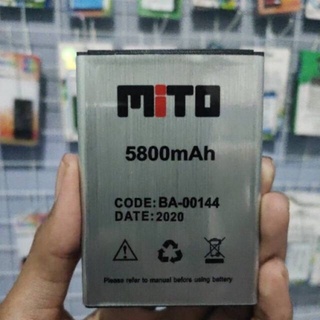 MiTO
5800mAh
CODE: BA-00144
DATE: 2020
Please refer to manual before using battery